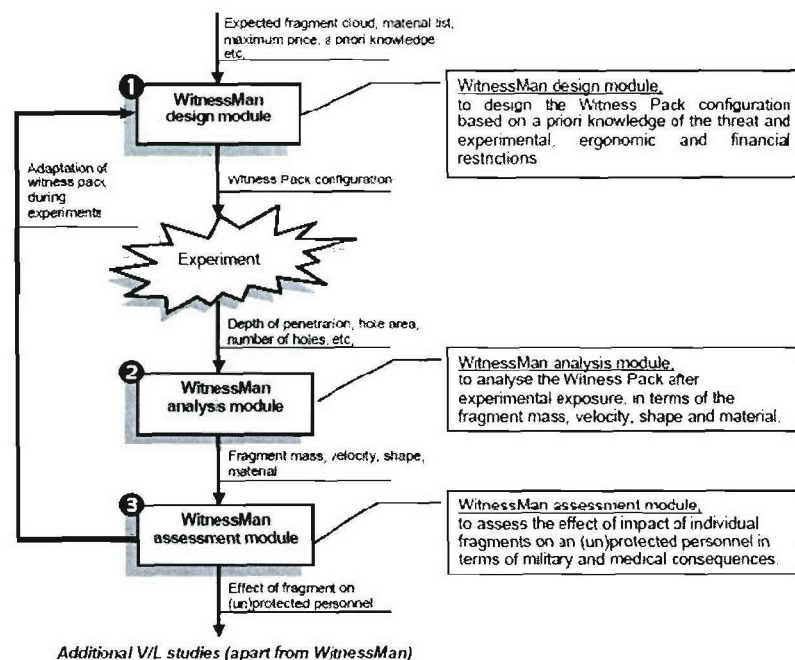 Expected fragment cloud, material list,
maximum price, a priori knowledge
etc,
1
WitnessMan
design module
WitnessMan design module,
to design the Witness Pack configuration
based on a priori knowledge of the threat and
experimental, ergonomic and financial
restrictions
Adaptation of
witness pack
during
experiments
Witness Pack configuration
Experiment
Depth of penetration, hole area,
number of holes, etc,
2
WitnessMan
analysis module
WitnessMan analysis module,
to analyse the Witness Pack after
experimental exposure, in terms of the
fragment mass, velocity, shape and material.
Fragment mass, velocity, shape,
material
3
WitnessMan
assessment module
WitnessMan assessment module,
to assess the effect of impact of individual
fragments on an (un)protected personnel in
terms of military and medical consequences.
Effect of fragment on
(un)protected personnel
Additional V/L studies (apart from WitnessMan)